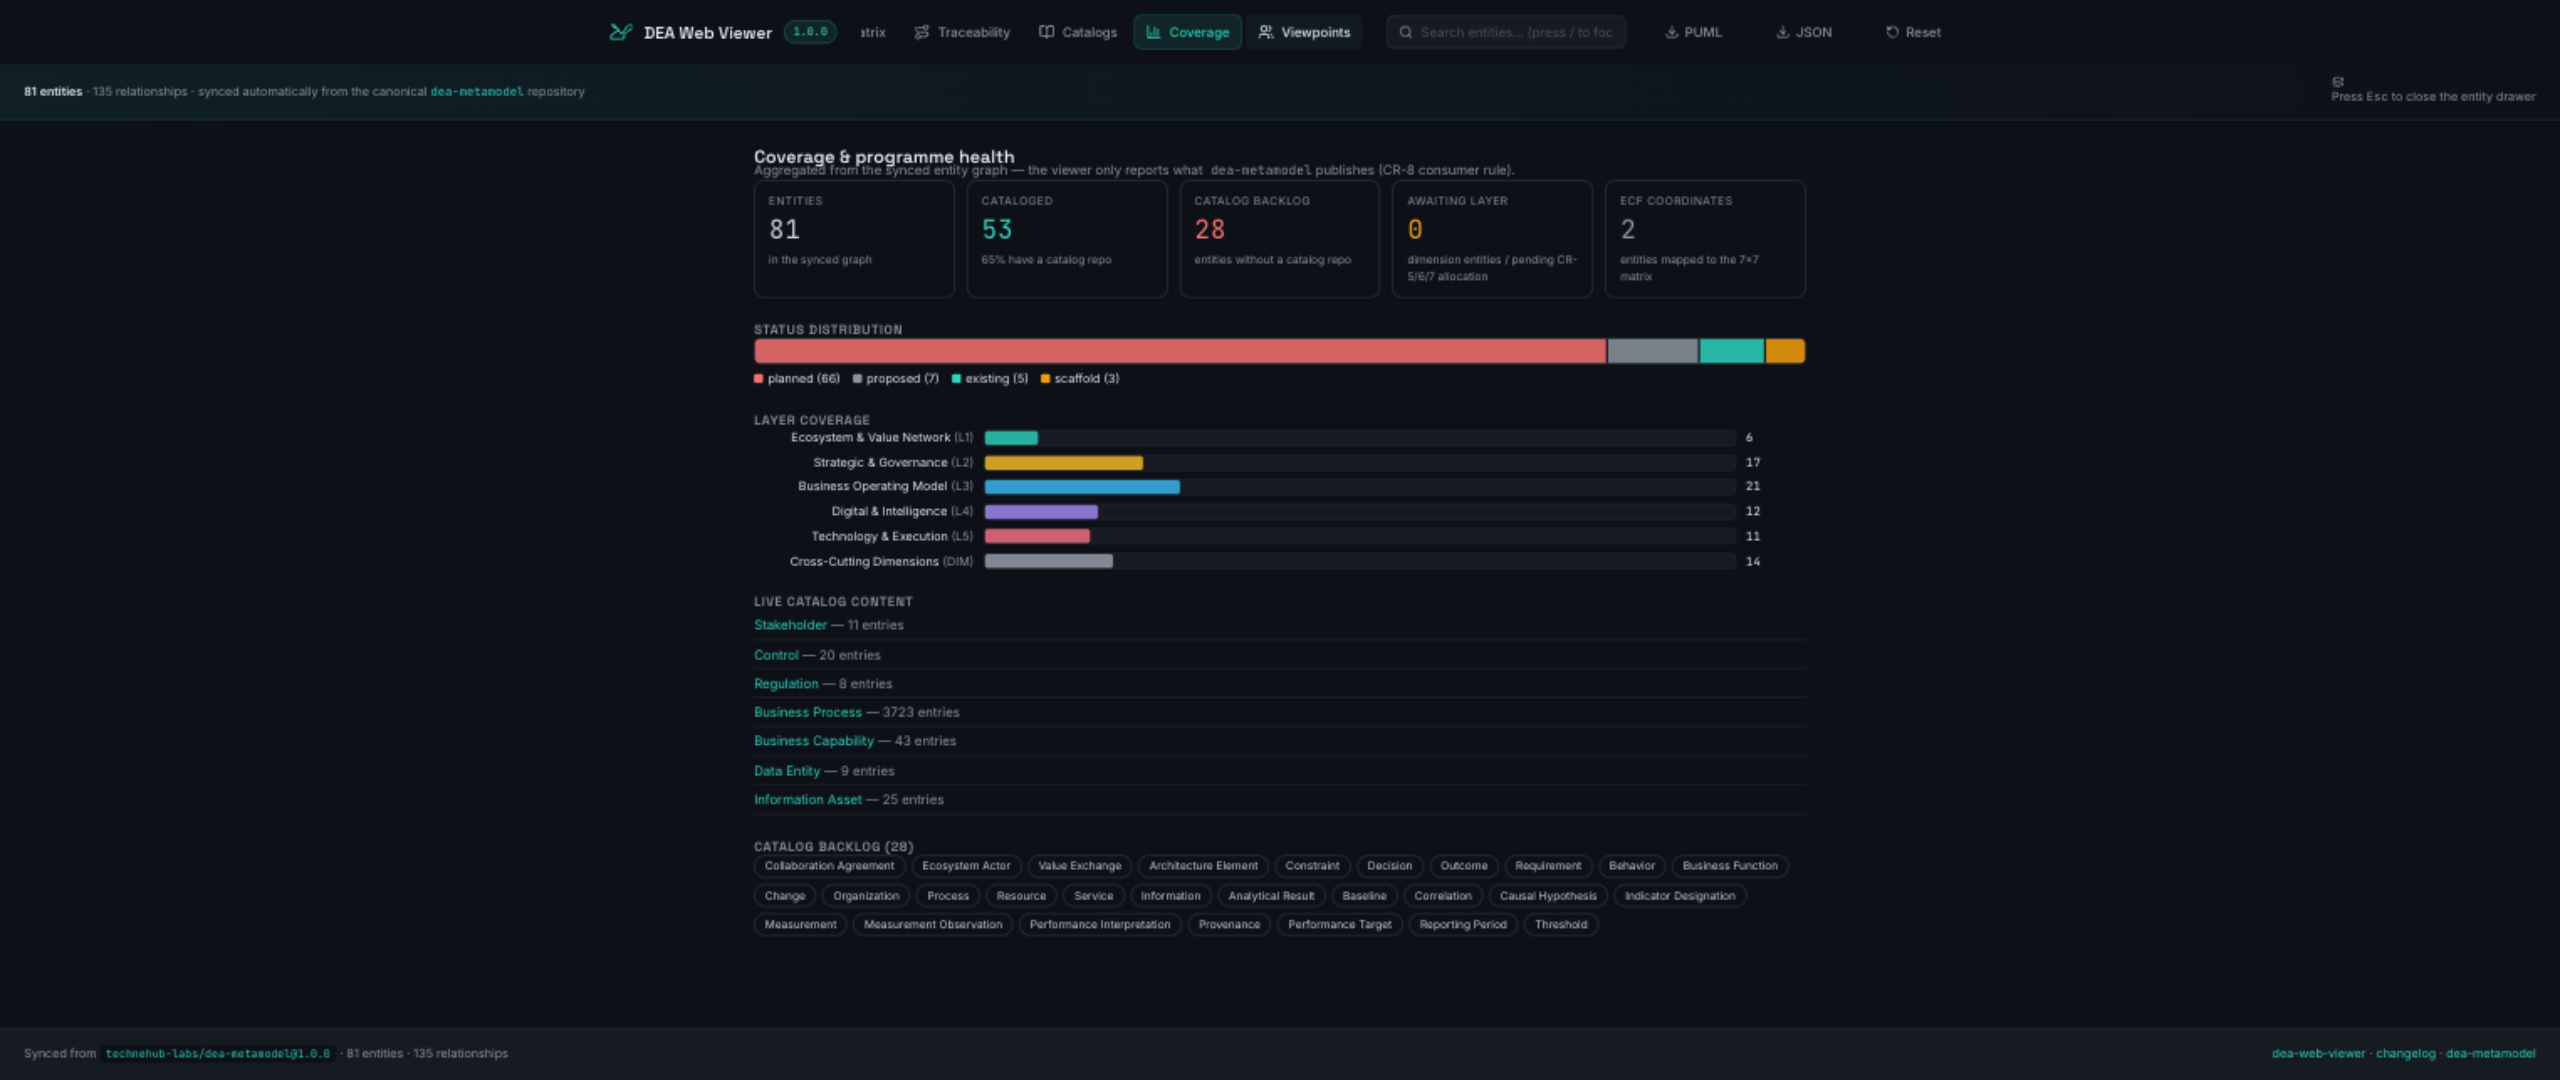 DEA Web Viewer 1.0.0 atrix Traceability Catalogs Coverage Viewpoints Search entities... (press / to foc PUML JSON Reset
81 entities · 135 relationships · synced automatically from the canonical dea-metamodel repository
Press Esc to close the entity drawer
Coverage & programme health
Aggregated from the synced entity graph — the viewer only reports what dea-metamodel publishes (CR-8 consumer rule).
ENTITIES
81
in the synced graph
CATALOGED
53
65% have a catalog repo
CATALOG BACKLOG
28
entities without a catalog repo
AWAITING LAYER
0
dimension entities / pending CR-
5/6/7 allocation
ECF COORDINATES
2
entities mapped to the 7×7
matrix
STATUS DISTRIBUTION
planned (66) proposed (7) existing (5) scaffold (3)
LAYER COVERAGE
Ecosystem & Value Network (L1) 6
Strategic & Governance (L2) 17
Business Operating Model (L3) 21
Digital & Intelligence (L4) 12
Technology & Execution (L5) 11
Cross-Cutting Dimensions (DIM) 14
LIVE CATALOG CONTENT
Stakeholder — 11 entries
Control — 20 entries
Regulation — 8 entries
Business Process — 3723 entries
Business Capability — 43 entries
Data Entity — 9 entries
Information Asset — 25 entries
CATALOG BACKLOG (28)
Collaboration Agreement Ecosystem Actor Value Exchange Architecture Element Constraint Decision Outcome Requirement Behavior Business Function
Change Organization Process Resource Service Information Analytical Result Baseline Correlation Causal Hypothesis Indicator Designation
Measurement Measurement Observation Performance Interpretation Provenance Performance Target Reporting Period Threshold
Synced from technehub-labs/dea-metamodel@1.0.0 · 81 entities · 135 relationships
dea-web-viewer · changelog · dea-metamodel